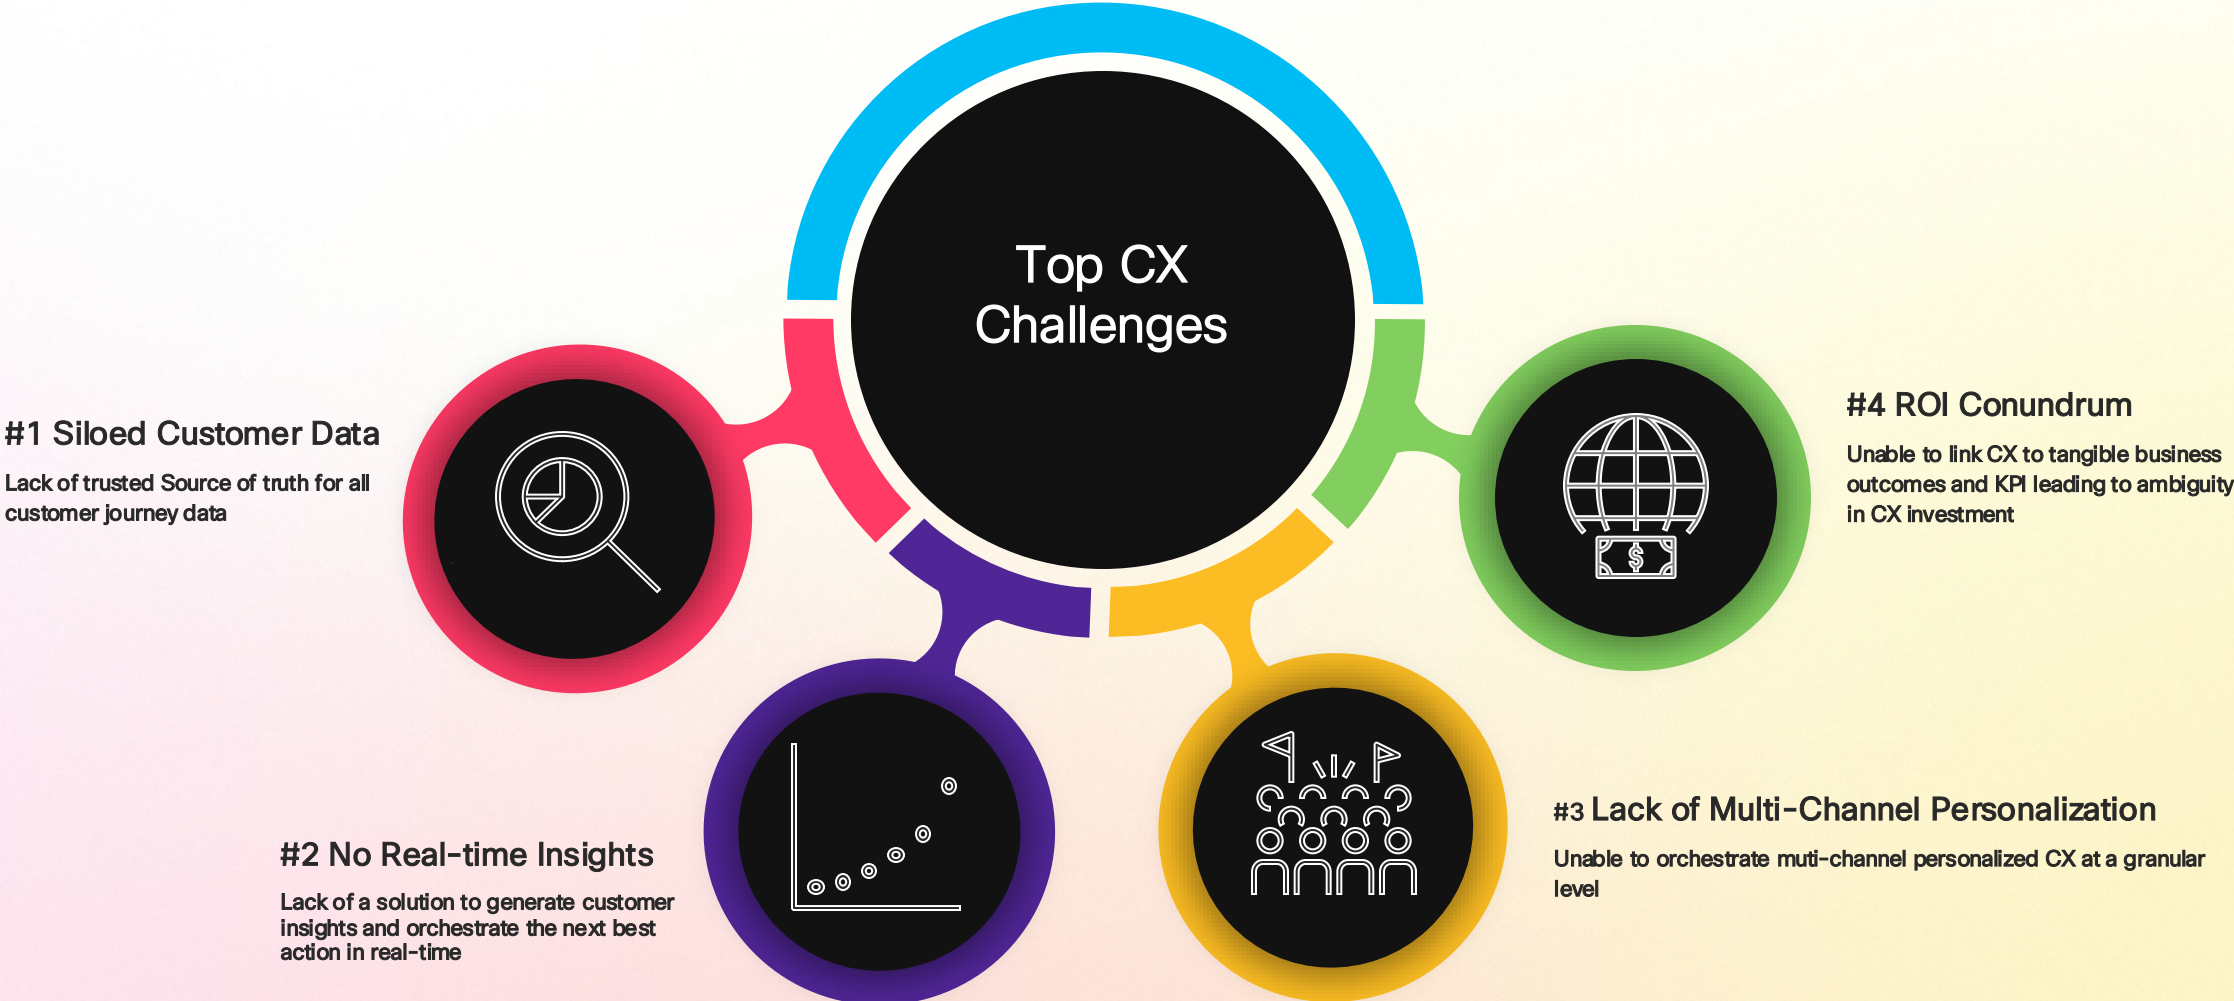 Top CX
Challenges
#1 Siloed Customer Data
Lack of trusted Source of truth for all
customer journey data
#2 No Real-time Insights
Lack of a solution to generate customer
insights and orchestrate the next best
action in real-time
#3 Lack of Multi-Channel Personalization
Unable to orchestrate muti-channel personalized CX at a granular
level
#4 ROI Conundrum
Unable to link CX to tangible business
outcomes and KPI leading to ambiguity
in CX investment
$